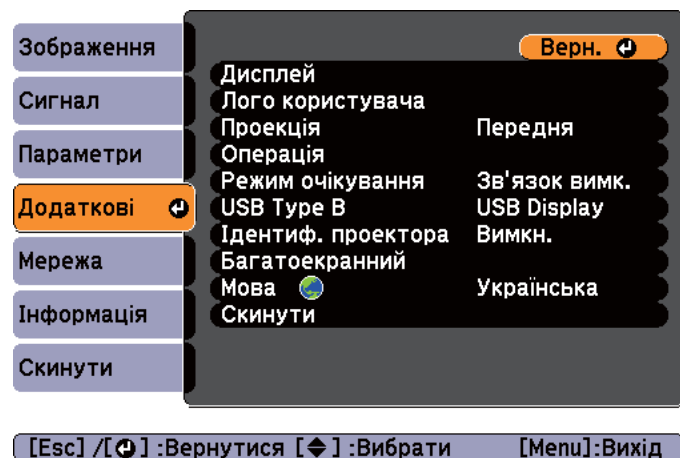 Зображення
Сигнал
Параметри
Додаткові
Мережа
Інформація
Скинути
Верн.
Дисплей
Лого користувача
Проекція Передня
Операція
Режим очікування Зв'язок вимк.
USB Type B USB Display
Ідентиф. проектора Вимкн.
Багатоекранний
Мова Українська
Скинути
[Esc] /[ ] :Вернутися [ ] :Вибрати [Menu]:Вихід